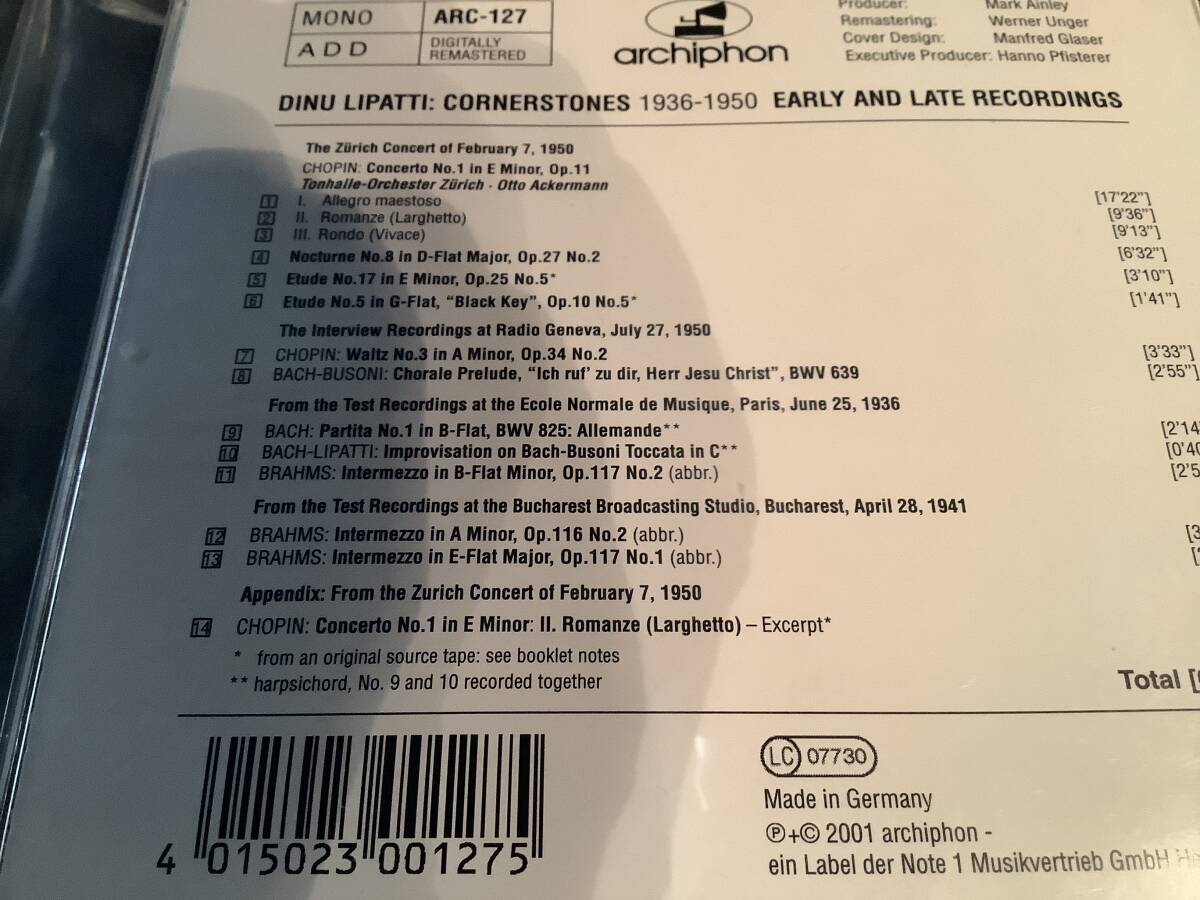 MONO ARC-127
ADD DIGITALLY REMASTERED
archiphon
Producer: Mark Ainley
Remastering: Werner Unger
Cover Design: Manfred Glaser
Executive Producer: Hanno Pfisterer
DINU LIPATTI: CORNERSTONES 1936-1950 EARLY AND LATE RECORDINGS
The Zürich Concert of February 7, 1950
CHOPIN: Concerto No.1 in E Minor, Op.11
Tonhalle-Orchester Zürich - Otto Ackermann
1 I. Allegro maestoso [17'22"]
2 II. Romanze (Larghetto) [9'36"]
3 III. Rondo (Vivace) [9'13"]
4 Nocturne No.8 in D-Flat Major, Op.27 No.2 [6'32"]
5 Etude No.17 in E Minor, Op.25 No.5* [3'10"]
6 Etude No.5 in G-Flat, "Black Key", Op.10 No.5* [1'41"]
The Interview Recordings at Radio Geneva, July 27, 1950
7 CHOPIN: Waltz No.3 in A Minor, Op.34 No.2 [3'33"]
8 BACH-BUSONI: Chorale Prelude, "Ich ruf' zu dir, Herr Jesu Christ", BWV 639 [2'55"]
From the Test Recordings at the Ecole Normale de Musique, Paris, June 25, 1936
9 BACH: Partita No.1 in B-Flat, BWV 825: Allemande** [2'14
10 BACH-LIPATTI: Improvisation on Bach-Busoni Toccata in C** [0'40
11 BRAHMS: Intermezzo in B-Flat Minor, Op.117 No.2 (abbr.) [2'5
From the Test Recordings at the Bucharest Broadcasting Studio, Bucharest, April 28, 1941
12 BRAHMS: Intermezzo in A Minor, Op.116 No.2 (abbr.) [3
13 BRAHMS: Intermezzo in E-Flat Major, Op.117 No.1 (abbr.)
Appendix: From the Zurich Concert of February 7, 1950
14 CHOPIN: Concerto No.1 in E Minor: II. Romanze (Larghetto) – Excerpt*
* from an original source tape: see booklet notes
** harpsichord, No. 9 and 10 recorded together
Total
4 015023 001275
LC 07730
Made in Germany
℗+© 2001 archiphon -
ein Label der Note 1 Musikvertrieb GmbH